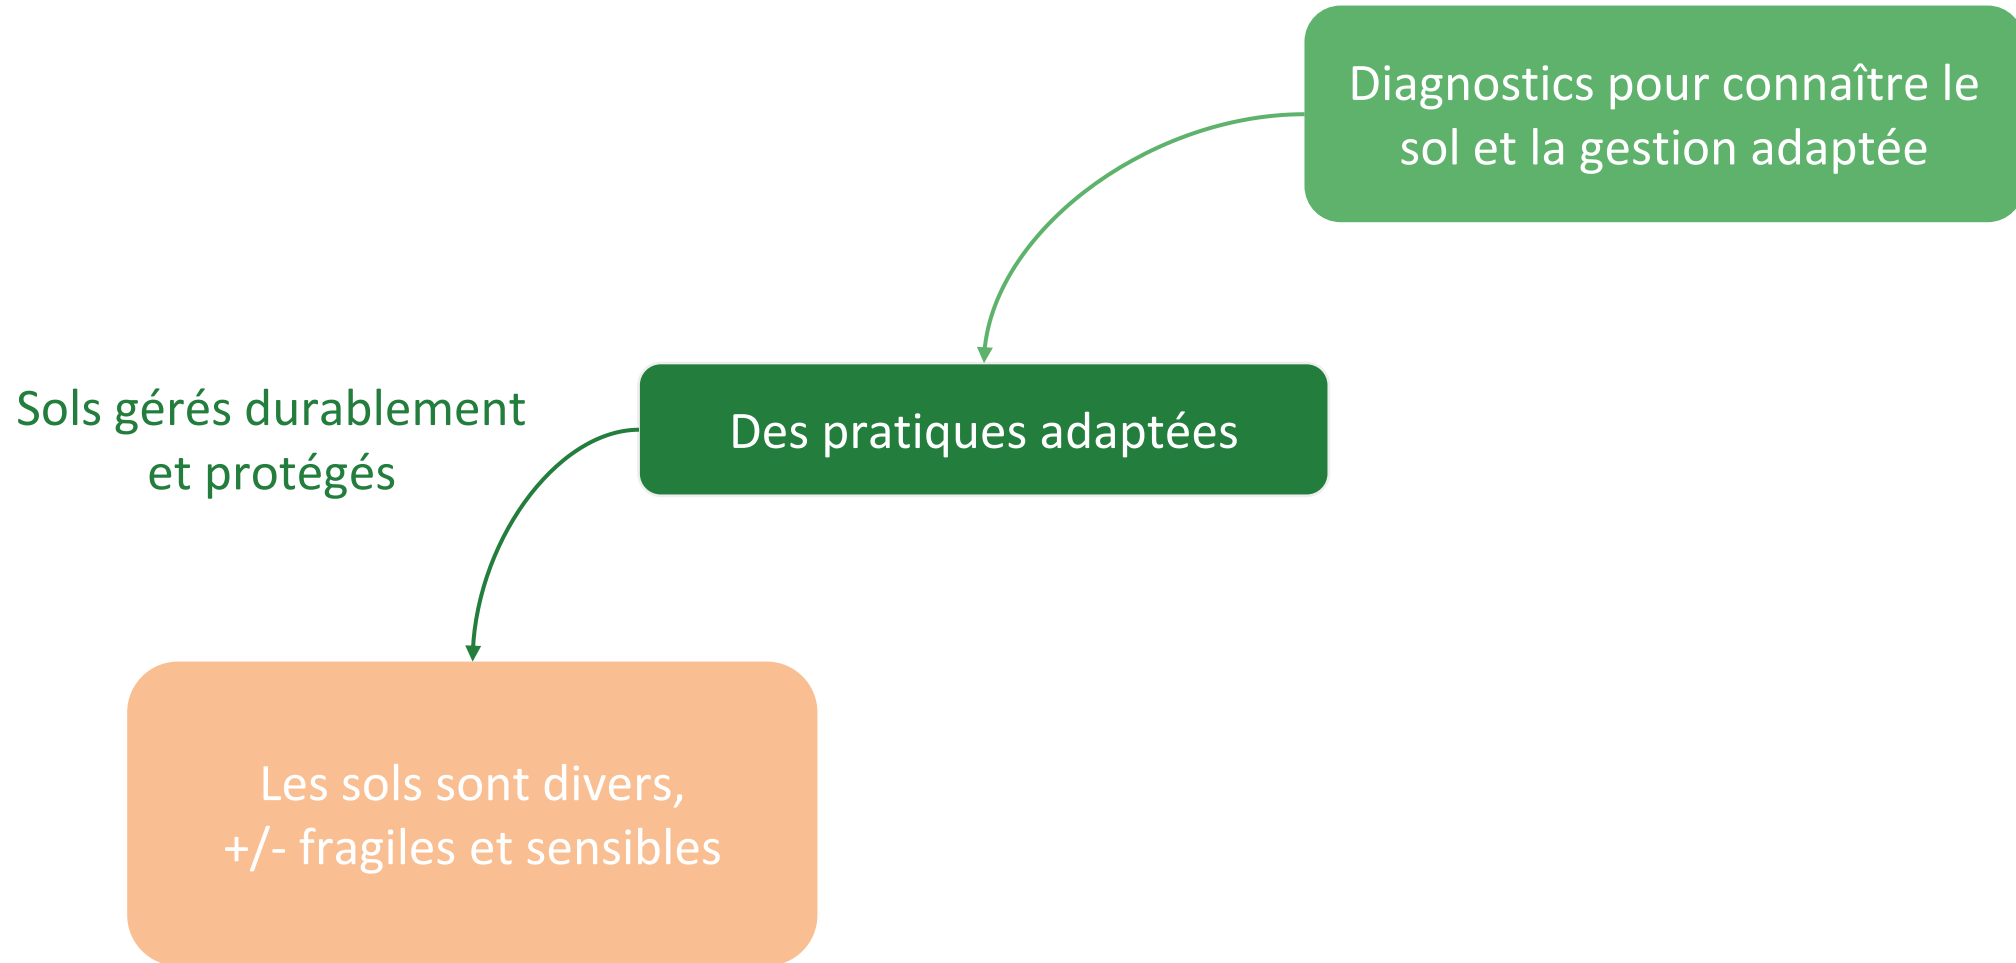 Diagnostics pour connaître le
sol et la gestion adaptée
Sols gérés durablement
et protégés
Des pratiques adaptées
Les sols sont divers,
+/- fragiles et sensibles